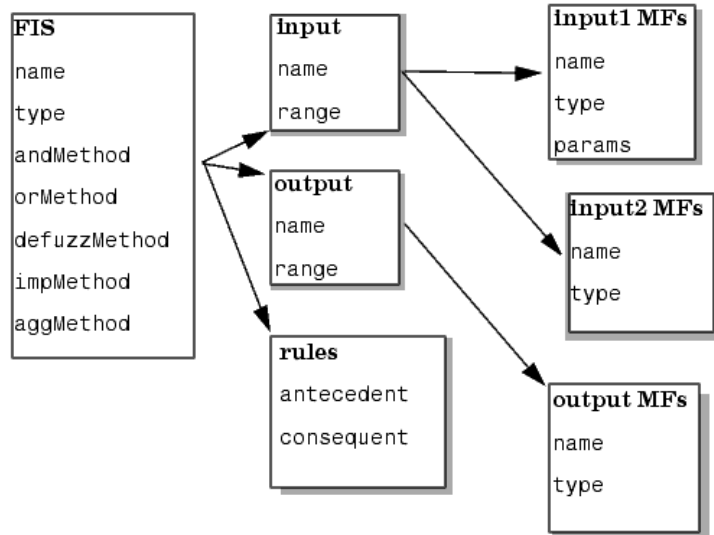 FIS
name
type
andMethod
orMethod
defuzzMethod
impMethod
aggMethod
input
name
range
output
name
range
rules
antecedent
consequent
input1 MFs
name
type
params
input2 MFs
name
type
output MFs
name
type